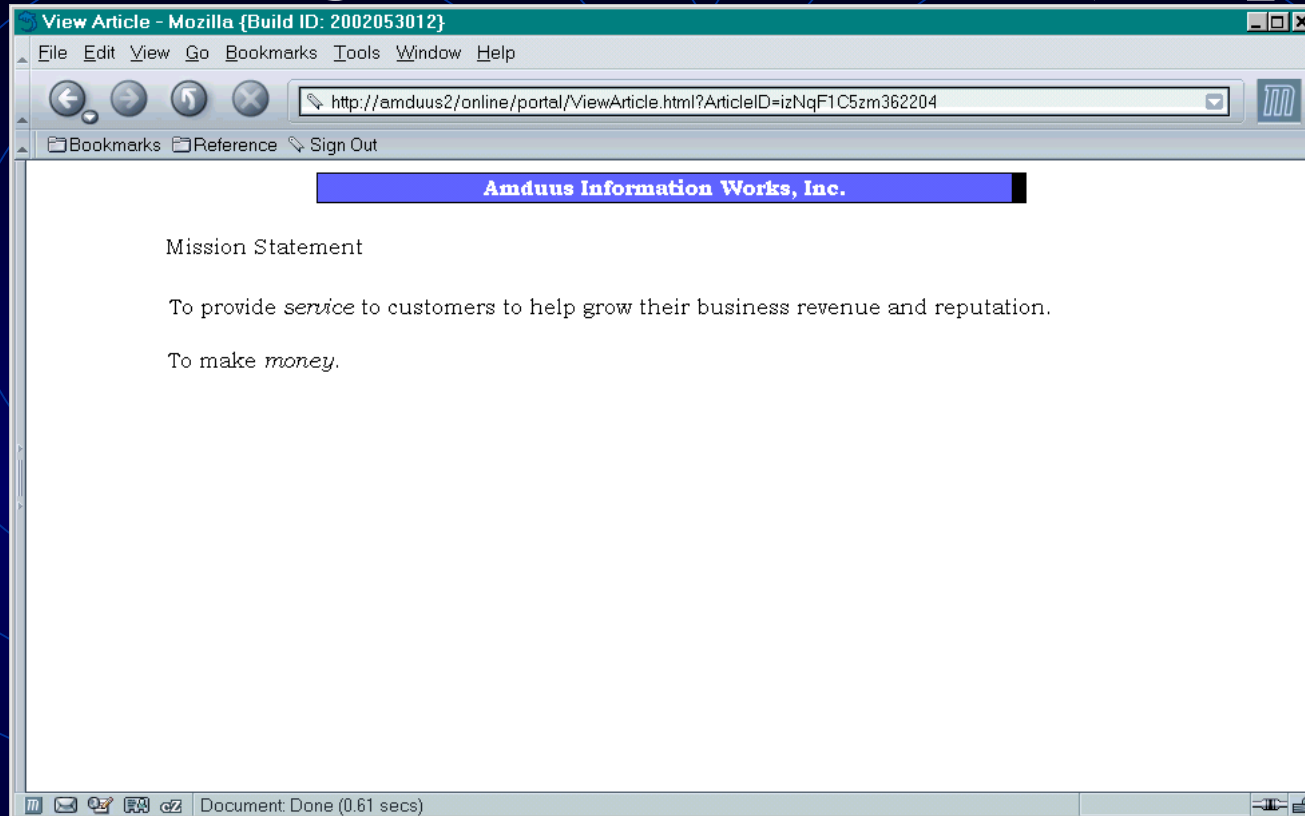 View Article - Mozilla {Build ID: 2002053012}
File Edit View Go Bookmarks Tools Window Help
http://amduus2/online/portal/ViewArticle.html?ArticleID=izNqF1C5zm362204
Bookmarks Reference Sign Out
Amduus Information Works, Inc.
Mission Statement
To provide service to customers to help grow their business revenue and reputation.
To make money.
Document: Done (0.61 secs)